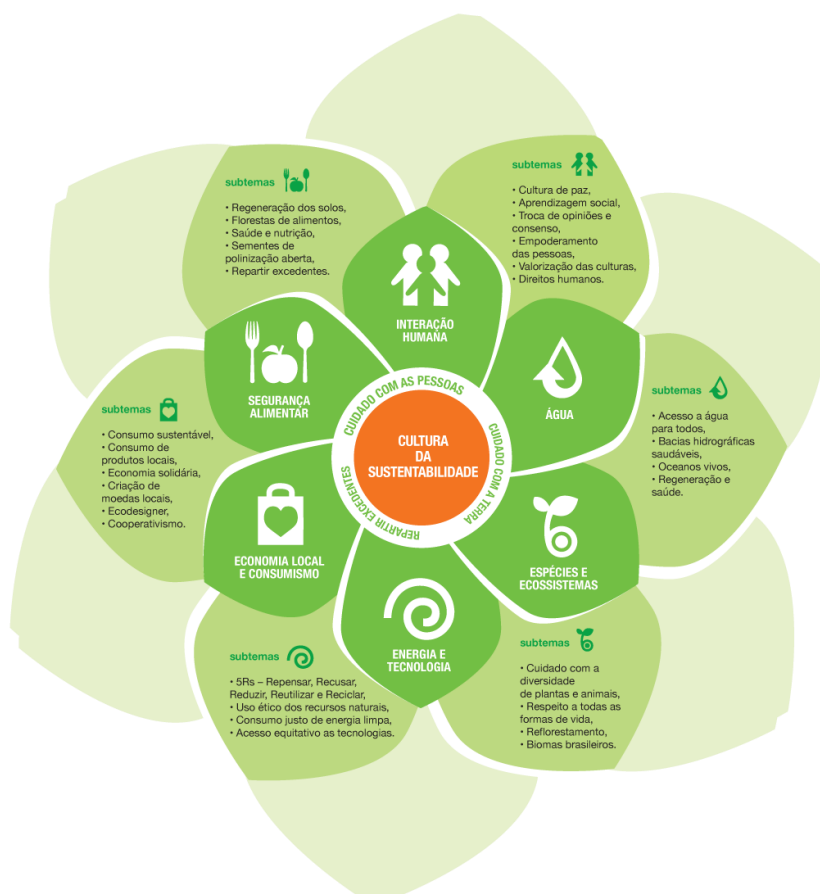 CULTURA
DA
SUSTENTABILIDADE
CUIDADO COM AS PESSOAS
CUIDADO COM A TERRA
REPARTIR EXCEDENTES
INTERAÇÃO
HUMANA
subtemas
• Cultura de paz,
• Aprendizagem social,
• Troca de opiniões e
consenso,
• Empoderamento
das pessoas,
• Valorização das culturas,
• Direitos humanos.
ÁGUA
subtemas
• Acesso a água
para todos,
• Bacias hidrográficas
saudáveis,
• Oceanos vivos,
• Regeneração e
saúde.
ESPÉCIES E
ECOSSISTEMAS
subtemas
• Cuidado com a
diversidade
de plantas e animais,
• Respeito a todas as
formas de vida,
• Reflorestamento,
• Biomas brasileiros.
ENERGIA E
TECNOLOGIA
subtemas
• 5Rs – Repensar, Recusar,
Reduzir, Reutilizar e Reciclar,
• Uso ético dos recursos naturais,
• Consumo justo de energia limpa,
• Acesso equitativo as tecnologias.
ECONOMIA LOCAL
E CONSUMISMO
subtemas
• Consumo sustentável,
• Consumo de
produtos locais,
• Economia solidária,
• Criação de
moedas locais,
• Ecodesigner,
• Cooperativismo.
SEGURANÇA
ALIMENTAR
subtemas
• Regeneração dos solos,
• Florestas de alimentos,
• Saúde e nutrição,
• Sementes de
polinização aberta,
• Repartir excedentes.